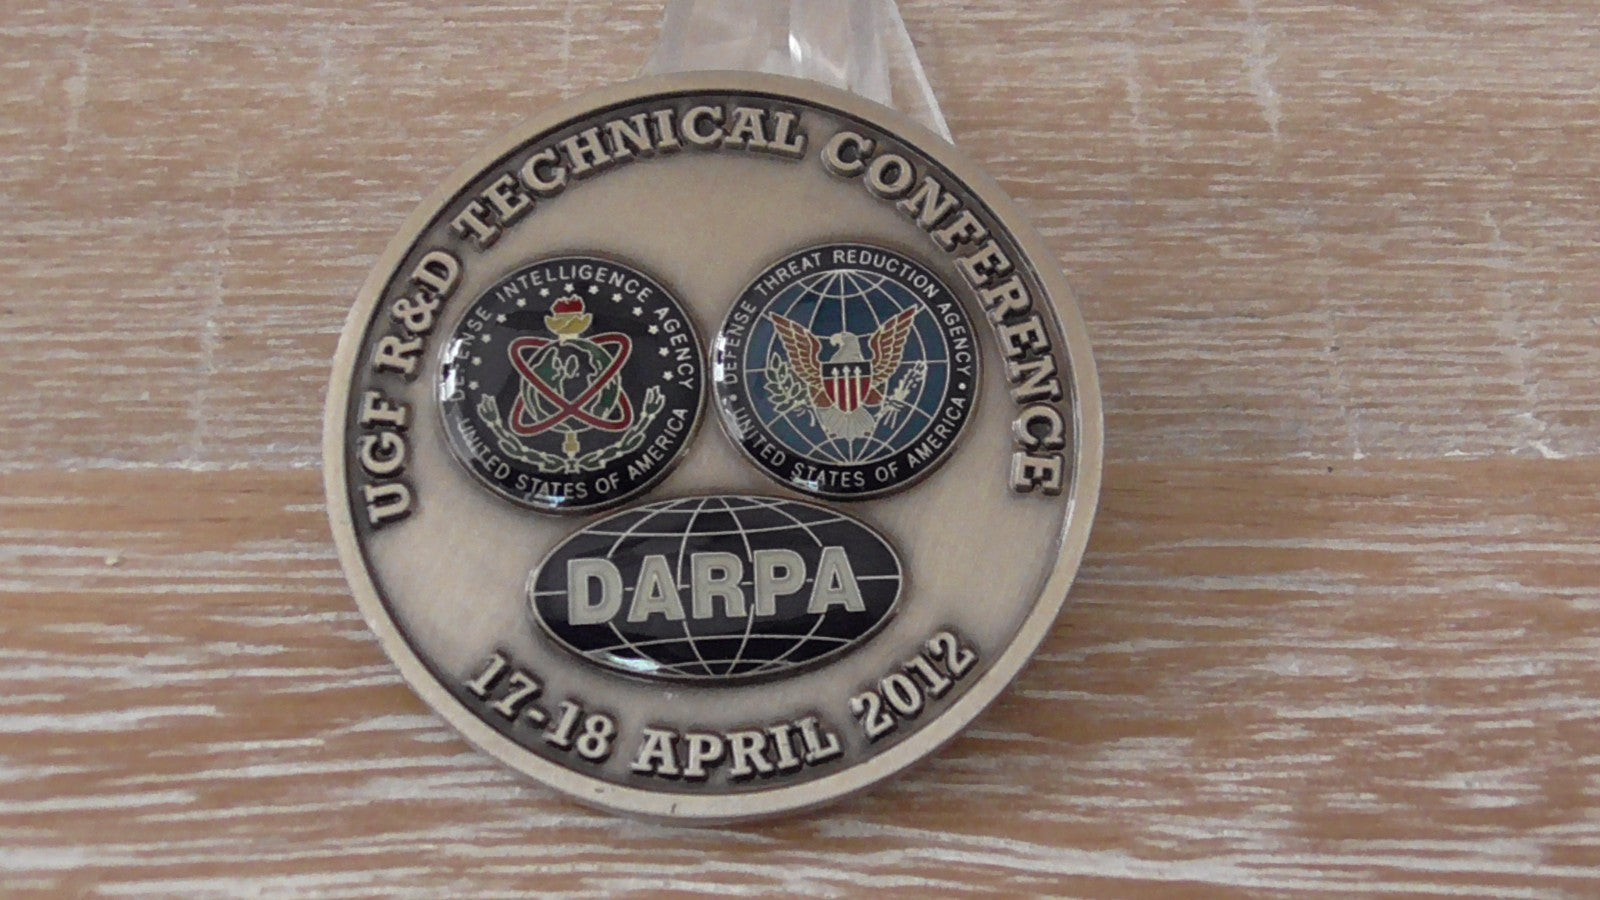 UGF R&D TECHNICAL CONFERENCE
DEFENSE INTELLIGENCE AGENCY
UNITED STATES OF AMERICA
• DEFENSE THREAT REDUCTION AGENCY •
UNITED STATES OF AMERICA
DARPA
17-18 APRIL 2012